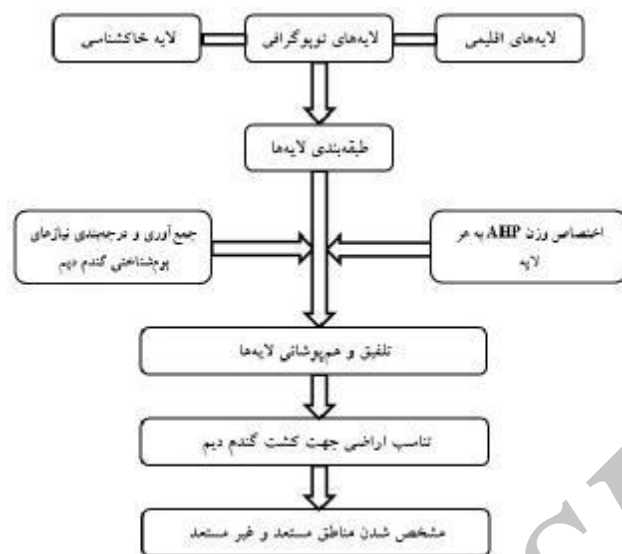 لایه‌های اقلیمی
لایه‌های توپوگرافی
لایه خاکشناسی
طبقه‌بندی لایه‌ها
اختصاص وزن AHP به هر
لایه
جمع‌آوری و درجه‌بندی نیازهای
بوم‌شناختی گندم دیم
تلفیق و هم‌پوشانی لایه‌ها
تناسب اراضی جهت کشت گندم دیم
مشخص شدن مناطق مستعد و غیر مستعد